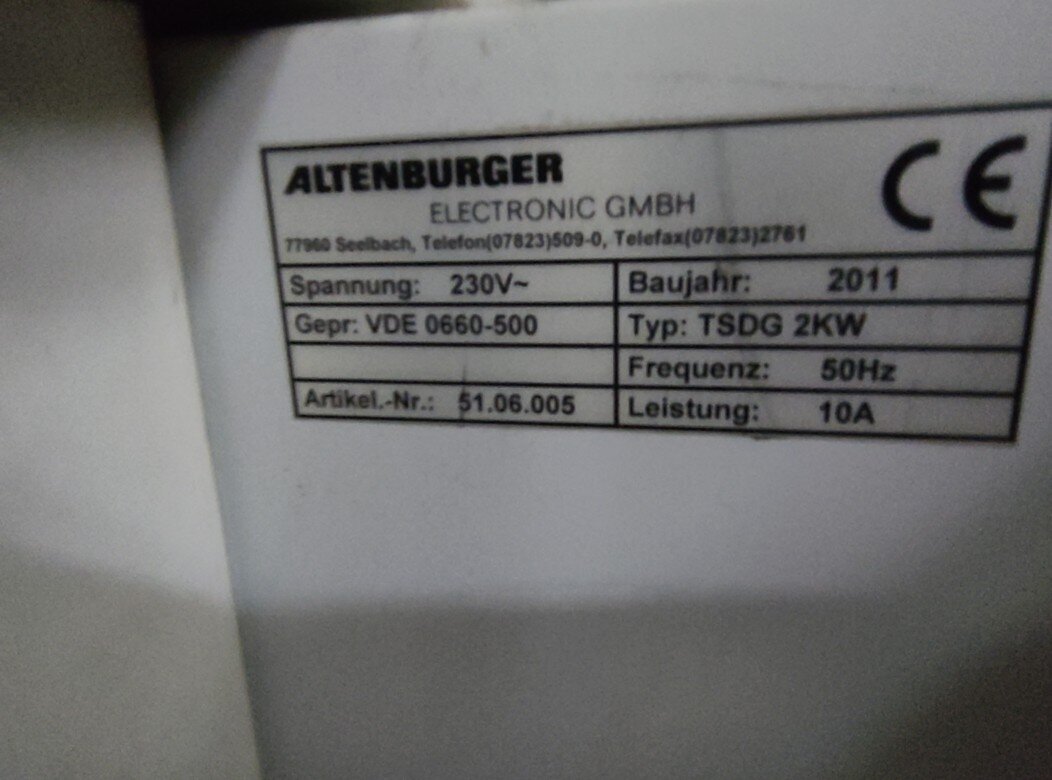 ALTENBURGER
CE
ELECTRONIC GMBH
77960 Seelbach, Telefon(07823)509-0, Telefax(07823)2761
Spannung: 230V~
Baujahr: 2011
Gepr: VDE 0660-500
Typ: TSDG 2KW
Frequenz: 50Hz
Artikel.-Nr.: 51.06.005
Leistung: 10A